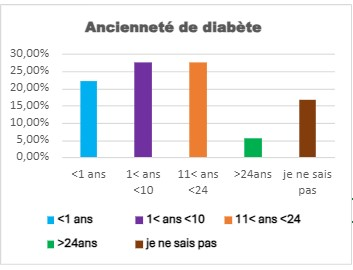 Ancienneté de diabète
30,00%
25,00%
20,00%
15,00%
10,00%
5,00%
0,00%
<1 ans
1< ans <10
11< ans <24
>24ans
je ne sais pas
<1 ans 1< ans <10 11< ans <24
>24ans je ne sais pas